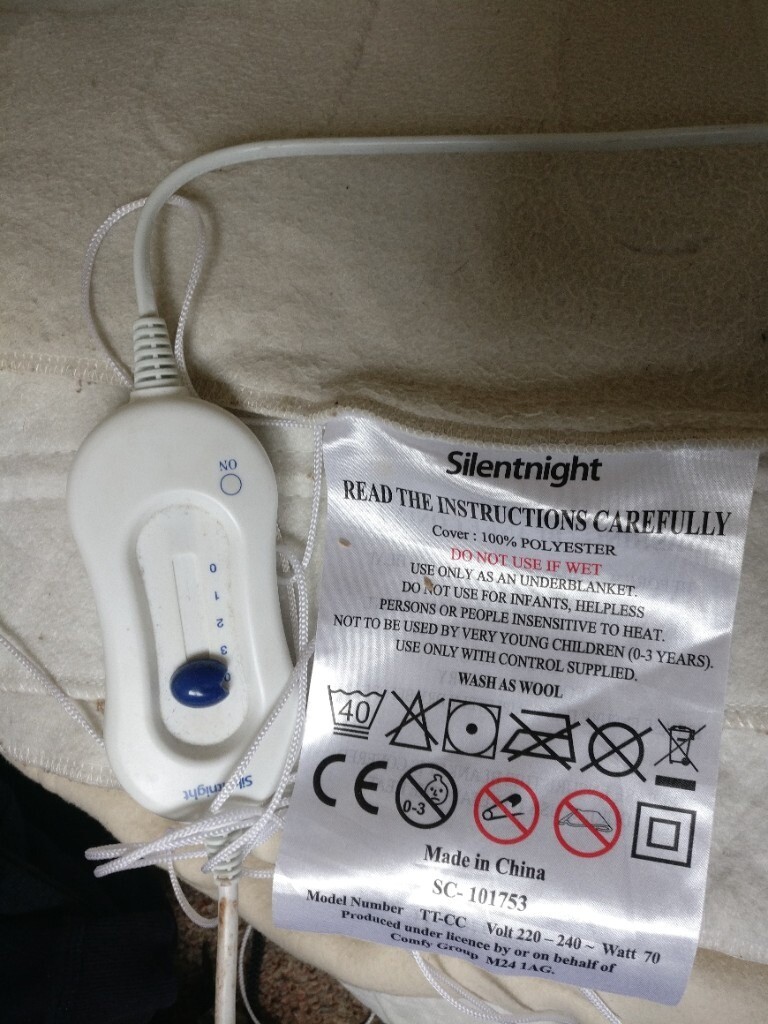 ON
0
1
2
3
Silentnight
Silentnight
READ THE INSTRUCTIONS CAREFULLY
Cover : 100% POLYESTER
DO NOT USE IF WET
USE ONLY AS AN UNDERBLANKET.
DO NOT USE FOR INFANTS, HELPLESS
PERSONS OR PEOPLE INSENSITIVE TO HEAT.
NOT TO BE USED BY VERY YOUNG CHILDREN (0-3 YEARS).
USE ONLY WITH CONTROL SUPPLIED.
WASH AS WOOL
40
CE 0-3
Made in China
SC- 101753
Model Number TT-CC Volt 220 – 240 ~ Watt 70
Produced under licence by or on behalf of
Comfy Group M24 1AG.